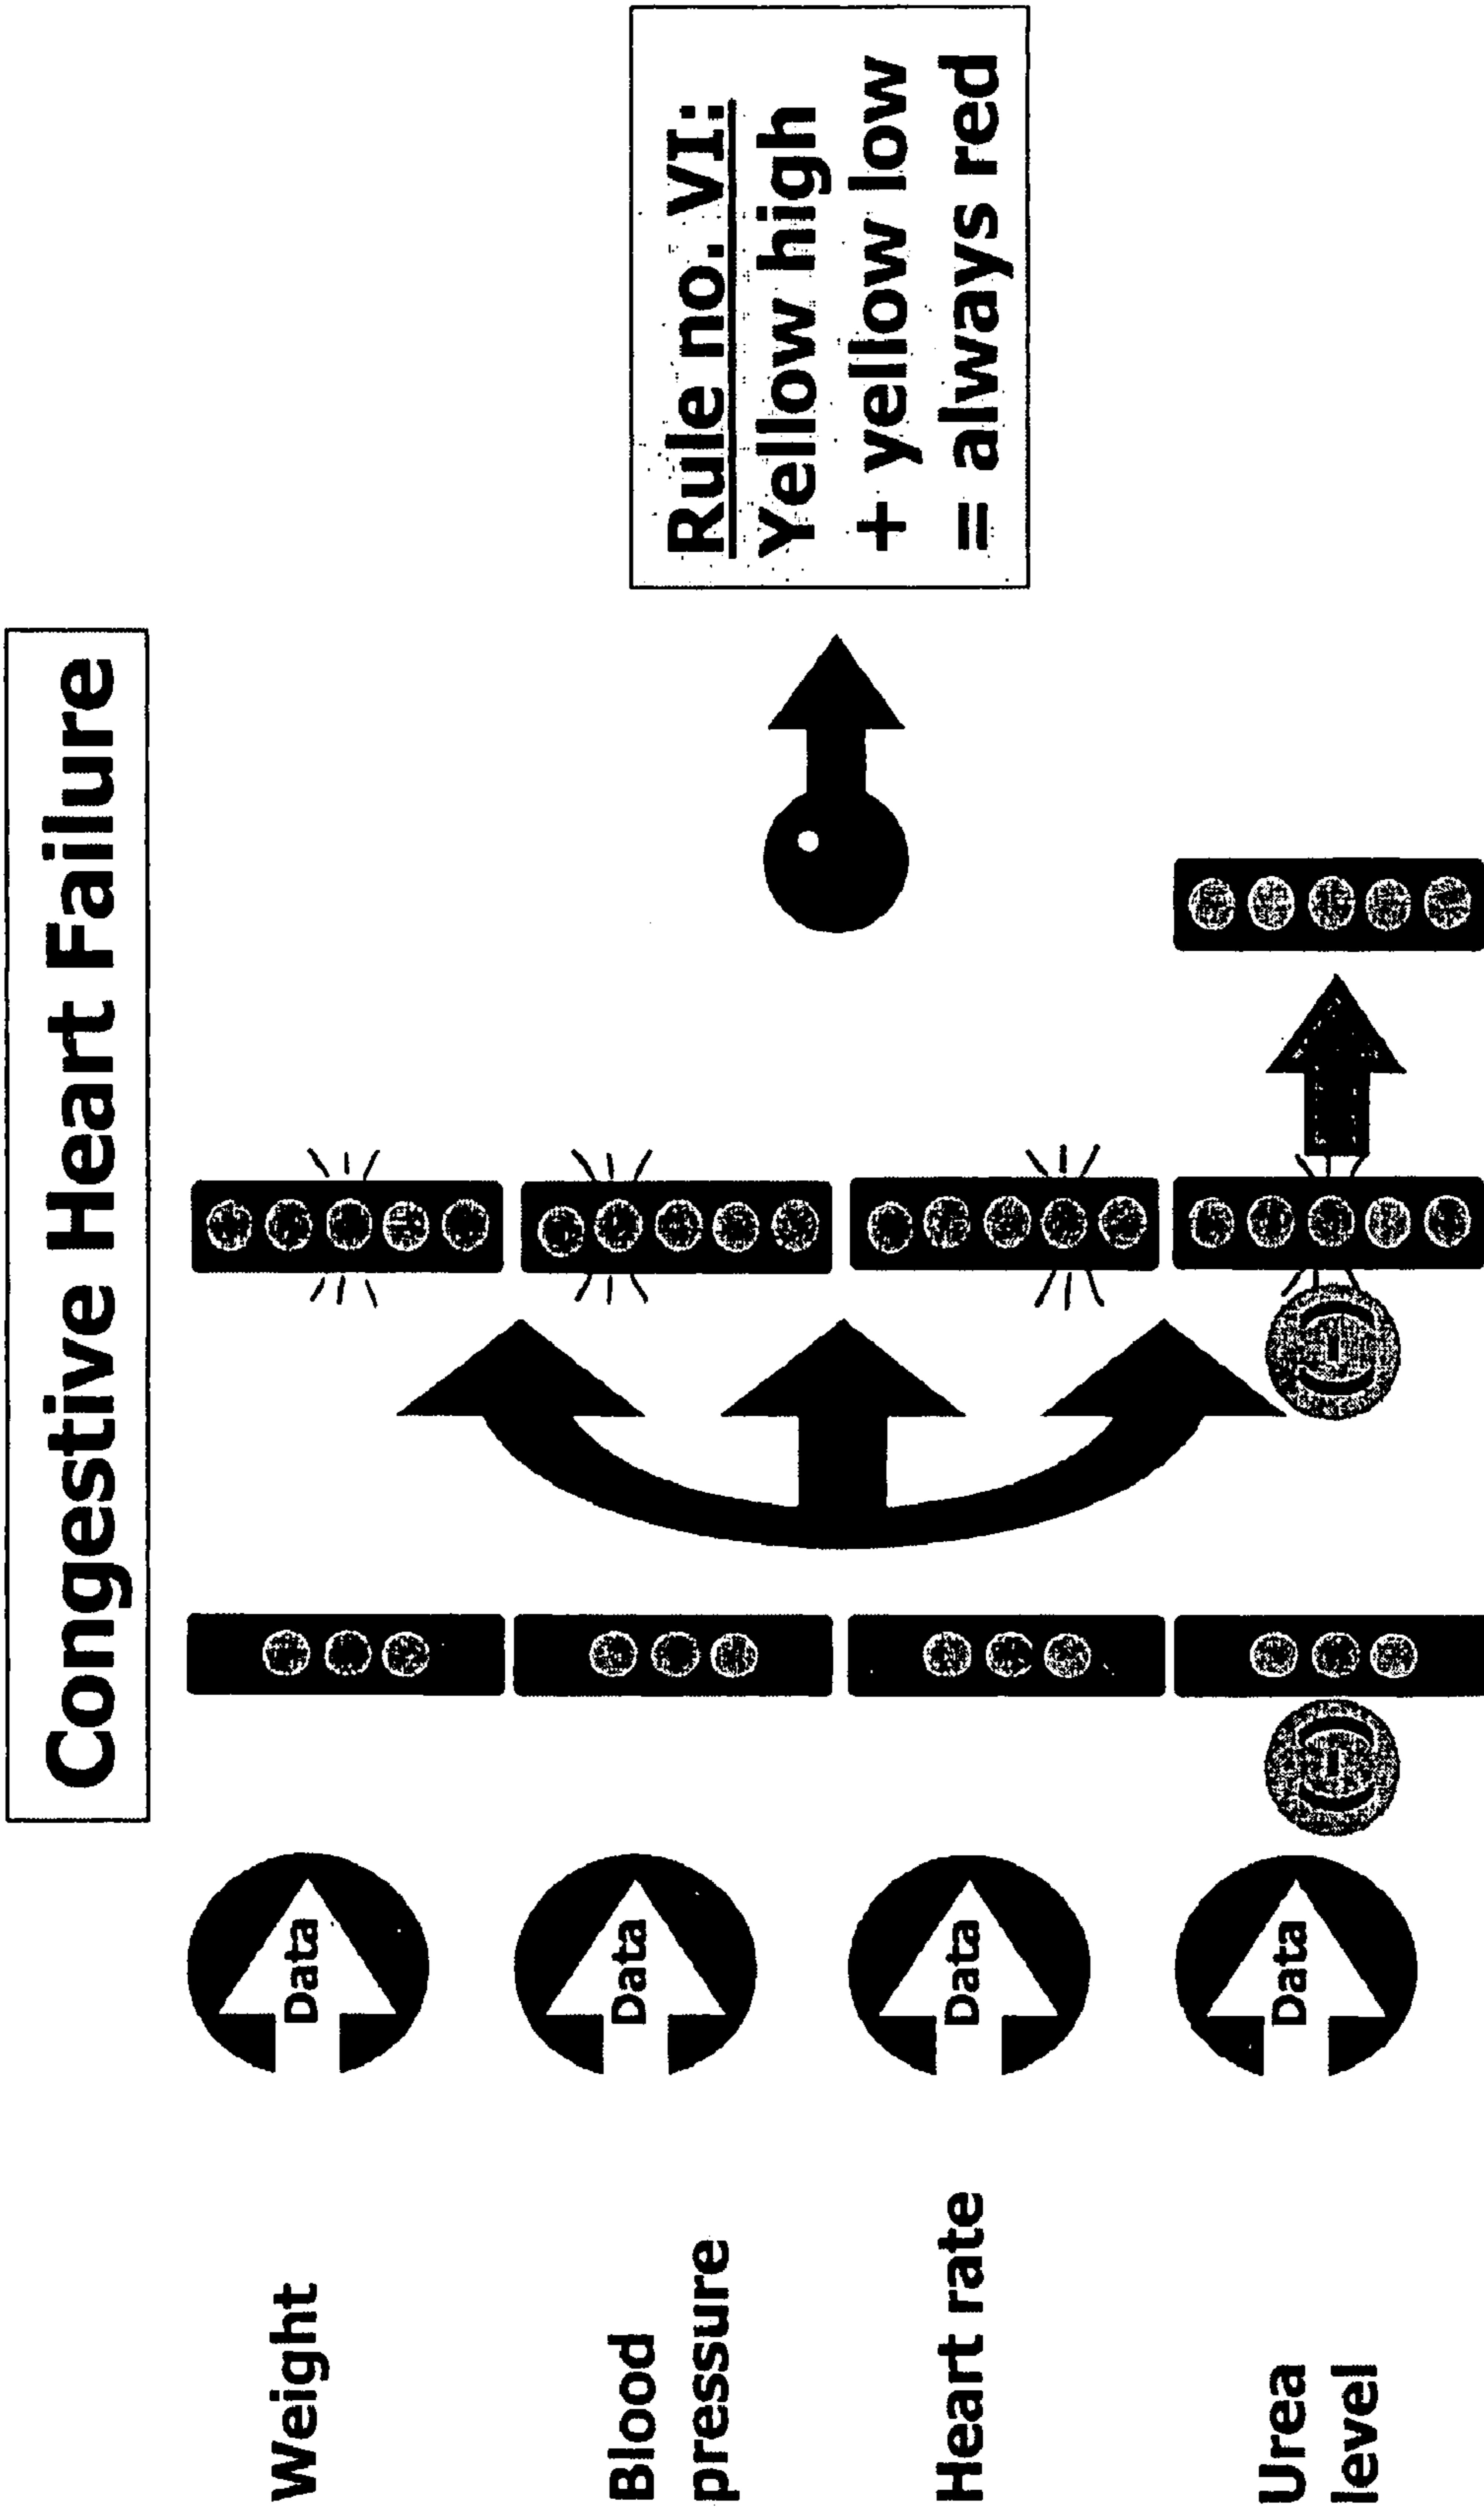 Congestive Heart Failure
Weight
Data
Blood
pressure
Data
Heart rate
Data
Urea
level
Data
Rule no. VI:
Yellow high
+ yellow low
= always red